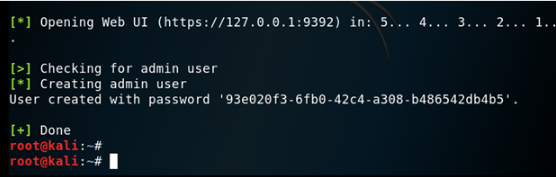 [*] Opening Web UI (https://127.0.0.1:9392) in: 5... 4... 3... 2... 1..
.
[>] Checking for admin user
[*] Creating admin user
User created with password '93e020f3-6fb0-42c4-a308-b486542db4b5'.
[+] Done
root@kali:~#
root@kali:~#